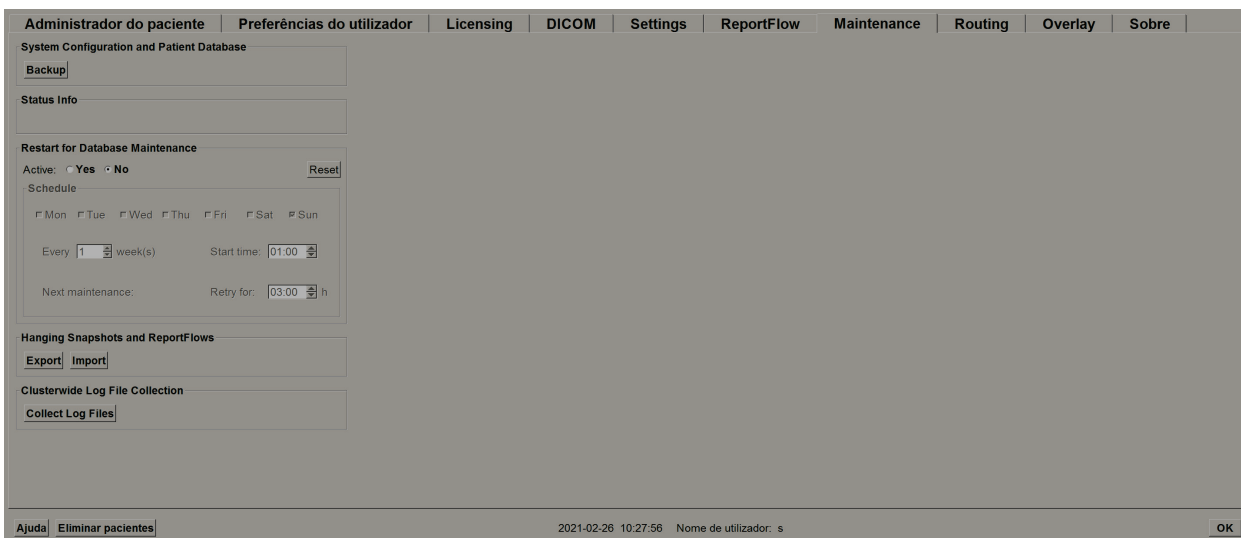 Administrador do paciente Preferências do utilizador Licensing DICOM Settings ReportFlow Maintenance Routing Overlay Sobre
System Configuration and Patient Database
Backup
Status Info
Restart for Database Maintenance
Active: Yes No Reset
Schedule
Mon Tue Wed Thu Fri Sat Sun
Every 1 week(s) Start time: 01:00
Next maintenance: Retry for: 03:00 h
Hanging Snapshots and ReportFlows
Export Import
Clusterwide Log File Collection
Collect Log Files
Ajuda Eliminar pacientes 2021-02-26 10:27:56 Nome de utilizador: s OK